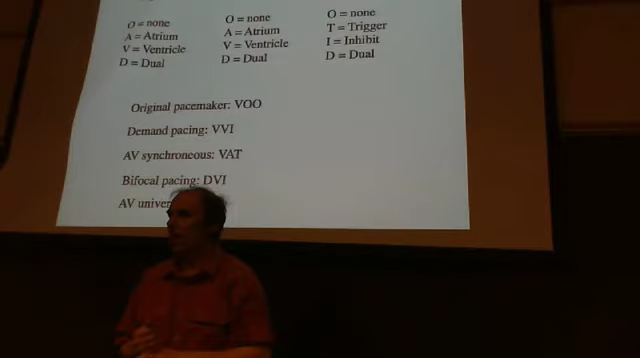 O = none O = none O = none
A = Atrium A = Atrium T = Trigger
V = Ventricle V = Ventricle I = Inhibit
D = Dual D = Dual D = Dual
Original pacemaker: VOO
Demand pacing: VVI
AV synchroneous: VAT
Bifocal pacing: DVI
AV univer